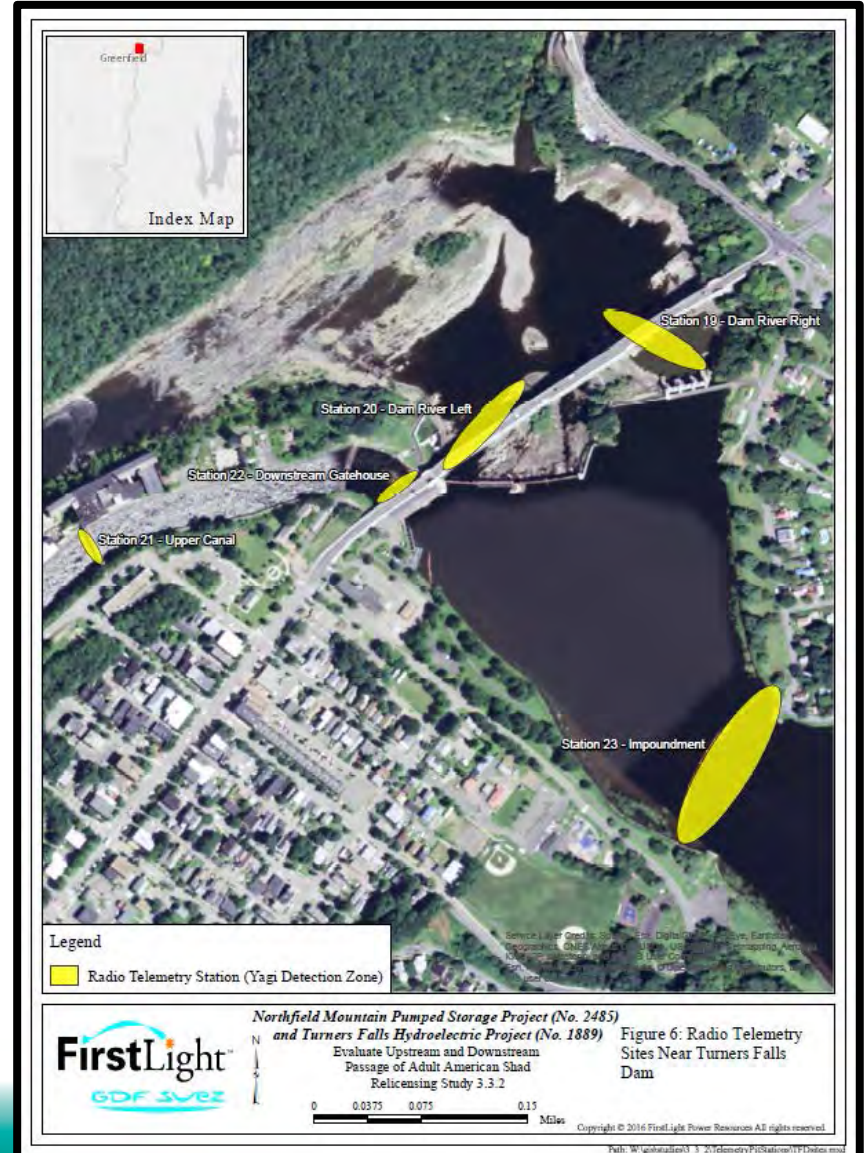 Greenfield
Index Map
Station 19 - Dam River Right
Station 20 - Dam River Left
Station 22 - Downstream Gatehouse
Station 21 - Upper Canal
Station 23 - Impoundment
Legend
Radio Telemetry Station (Yagi Detection Zone)
Service Layer Credits:
FirstLight™
GDF SUEZ
N
S
Northfield Mountain Pumped Storage Project (No. 2485)
and Turners Falls Hydroelectric Project (No. 1889)
Evaluate Upstream and Downstream
Passage of Adult American Shad
Relicensing Study 3.3.2
0 0.0375 0.075 0.15
Miles
Figure 6: Radio Telemetry
Sites Near Turners Falls
Dam
Copyright © 2016 FirstLight Power Resources All rights reserved.